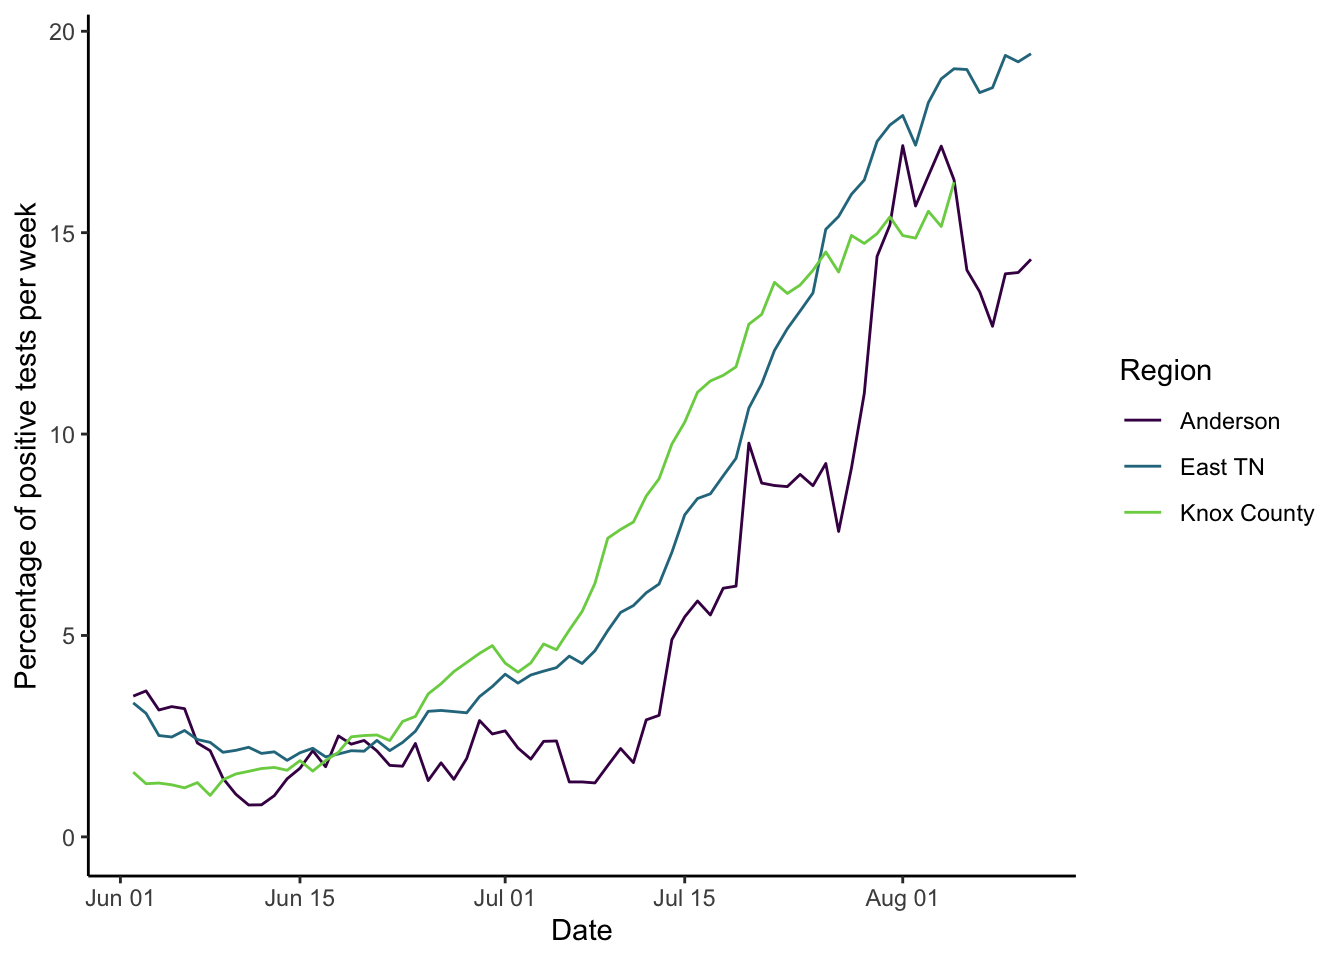 20
15
10
5
0
Percentage of positive tests per week
Jun 01
Jun 15
Jul 01
Jul 15
Aug 01
Date
Region
Anderson
East TN
Knox County